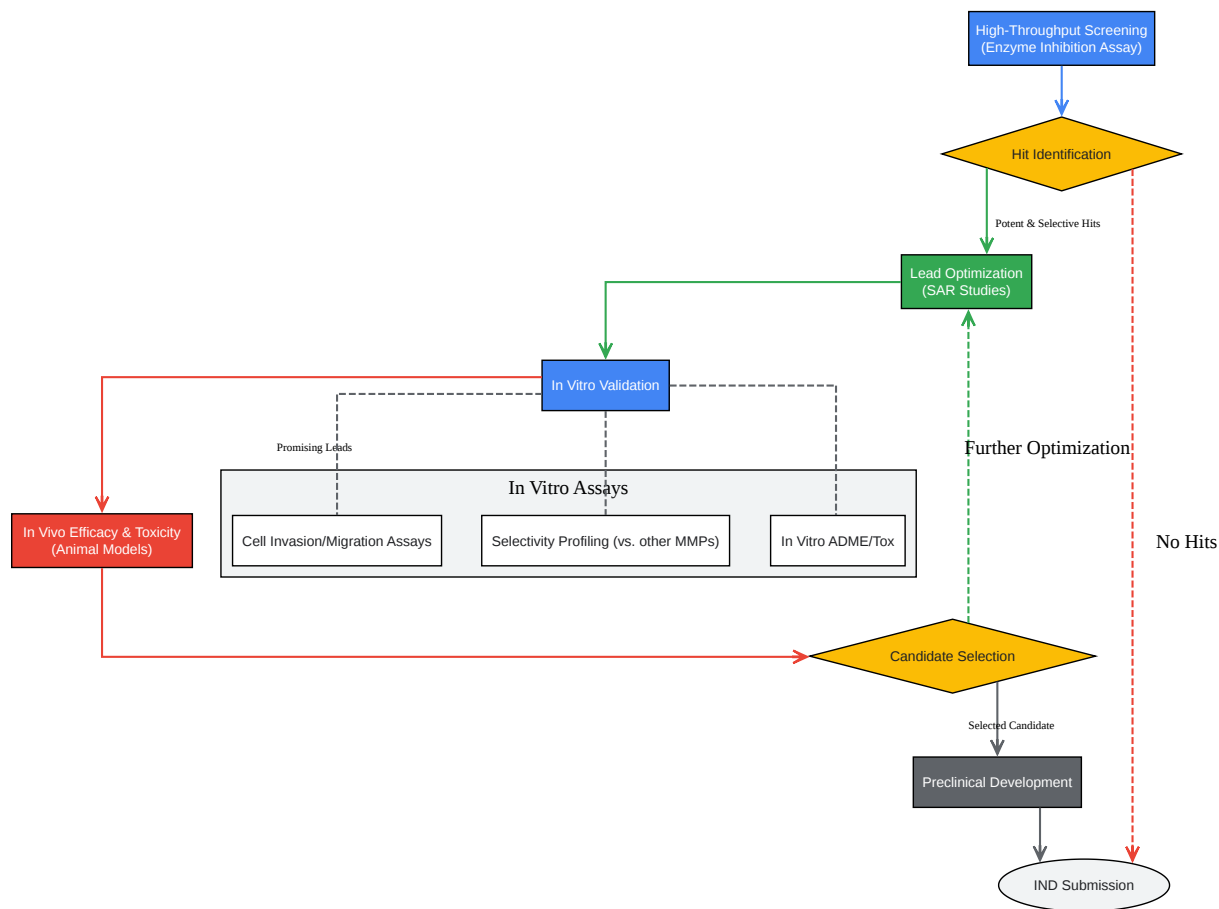 High-Throughput Screening
(Enzyme Inhibition Assay)
Hit Identification
Potent & Selective Hits
Lead Optimization
(SAR Studies)
In Vitro Validation
Promising Leads
Further Optimization
In Vitro Assays
In Vivo Efficacy & Toxicity
(Animal Models)
Cell Invasion/Migration Assays
Selectivity Profiling (vs. other MMPs)
In Vitro ADME/Tox
No Hits
Candidate Selection
Selected Candidate
Preclinical Development
IND Submission